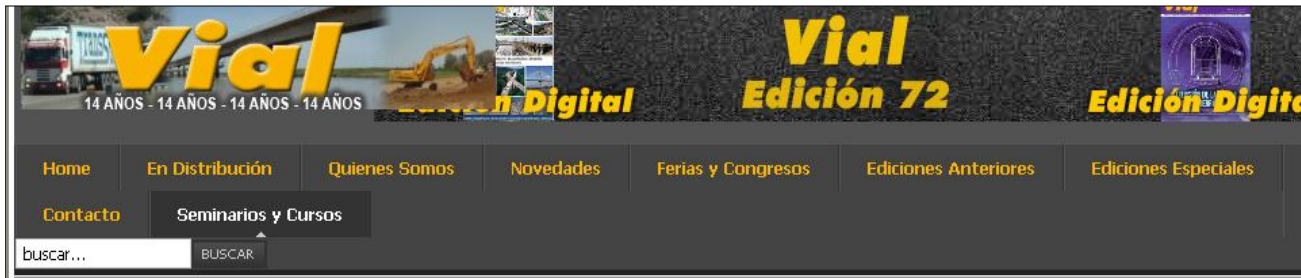 Vial
14 AÑOS - 14 AÑOS - 14 AÑOS - 14 AÑOS
Digital
Vial
Edición 72
Edición Digita
Home En Distribución Quienes Somos Novedades Ferias y Congresos Ediciones Anteriores Ediciones Especiales
Contacto Seminarios y Cursos
buscar... BUSCAR